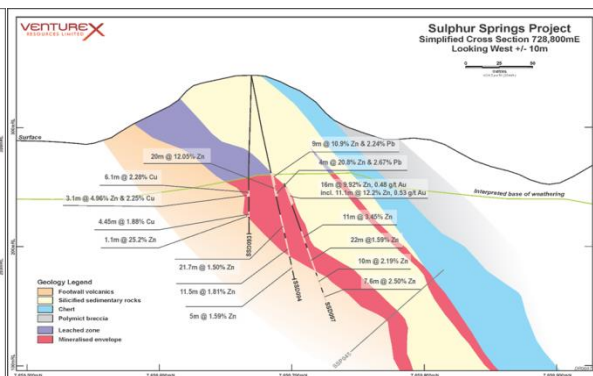 VENTUREX
RESOURCES LIMITED
Sulphur Springs Project
Simplified Cross Section 728,800mE
Looking West +/- 10m
Surface
Interpreted base of weathering
20m @ 12.05% Zn
6.1m @ 2.20% Cu
3.1m @ 4.96% Zn & 2.25% Cu
4.45m @ 1.88% Cu
1.1m @ 25.2% Zn
21.7m @ 1.50% Zn
11.5m @ 1.81% Zn
5m @ 1.59% Zn
9m @ 10.9% Zn & 2.24% Pb
4m @ 20.8% Zn & 2.67% Pb
16m @ 9.92% Zn, 0.48 g/t Au
incl. 11.1m @ 12.2% Zn, 0.53 g/t Au
11m @ 3.45% Zn
22m @ 1.59% Zn
10m @ 2.19% Zn
7.6m @ 2.50% Zn
SSD093
SSD094
SSD097
Geology Legend
Footwall volcanics
Silicified sedimentary rocks
Chert
Polymict breccia
Leached zone
Mineralised envelope